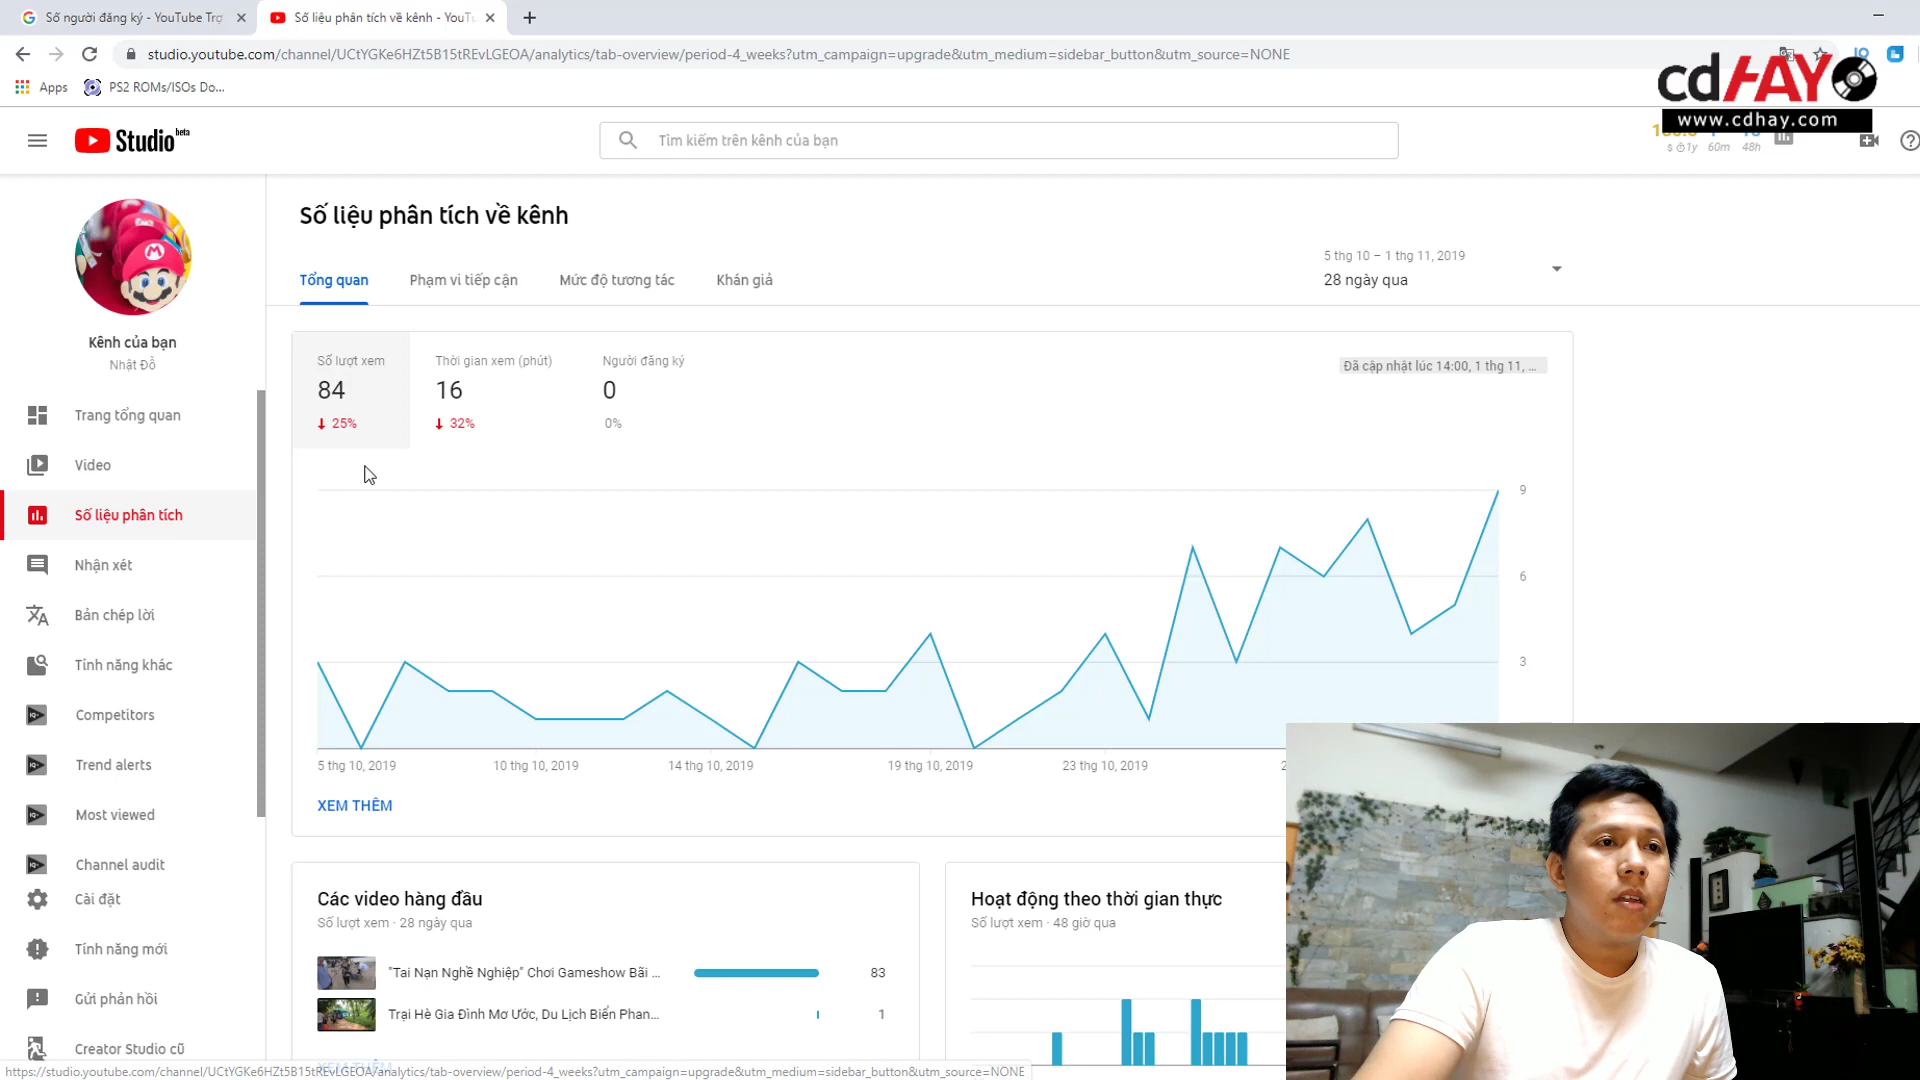 Số người đăng ký - YouTube Trợ
Số liệu phân tích về kênh - YouTu
studio.youtube.com/channel/UCtYGKe6HZt5B15tREvLGEOA/analytics/tab-overview/period-4_weeks?utm_campaign=upgrade&utm_medium=sidebar_button&utm_source=NONE
Apps
PS2 ROMs/ISOs Do...
cdHAY
www.cdhay.com
Studio beta
Tìm kiếm trên kênh của bạn
1y 60m 48h
Số liệu phân tích về kênh
5 thg 10 – 1 thg 11, 2019
28 ngày qua
Tổng quan
Phạm vi tiếp cận
Mức độ tương tác
Khán giả
Kênh của bạn
Nhật Đỗ
Trang tổng quan
Video
Số liệu phân tích
Nhận xét
Bản chép lời
Tính năng khác
Competitors
Trend alerts
Most viewed
Channel audit
Cài đặt
Tính năng mới
Gửi phản hồi
Creator Studio cũ
Số lượt xem
84
25%
Thời gian xem (phút)
16
32%
Người đăng ký
0
0%
Đã cập nhật lúc 14:00, 1 thg 11, ...
9
6
3
5 thg 10, 2019
10 thg 10, 2019
14 thg 10, 2019
19 thg 10, 2019
23 thg 10, 2019
XEM THÊM
Các video hàng đầu
Số lượt xem · 28 ngày qua
"Tai Nạn Nghề Nghiệp" Chơi Gameshow Bãi ...
83
Trại Hè Gia Đình Mơ Ước, Du Lịch Biển Phan...
1
XEM THÊM
Hoạt động theo thời gian thực
Số lượt xem · 48 giờ qua
https://studio.youtube.com/channel/UCtYGKe6HZt5B15tREvLGEOA/analytics/tab-overview/period-4_weeks?utm_campaign=upgrade&utm_medium=sidebar_button&utm_source=NONE